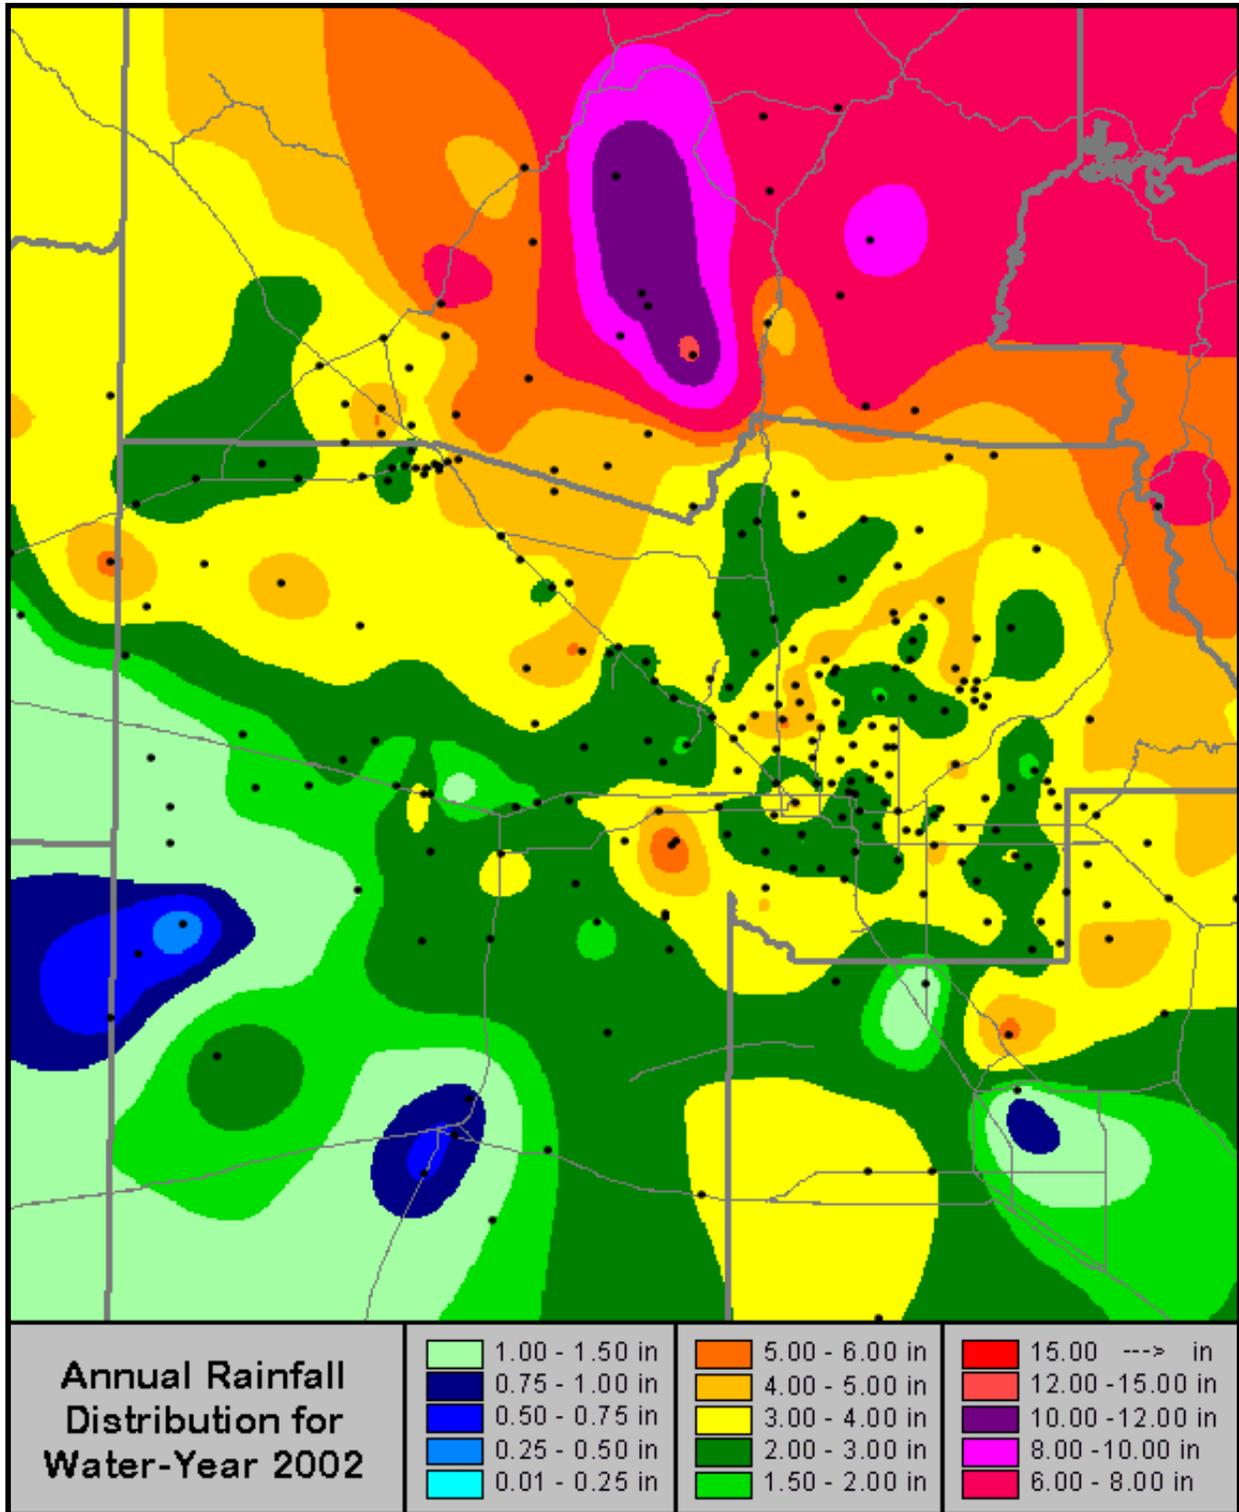 Annual Rainfall
Distribution for
Water-Year 2002
1.00 - 1.50 in
0.75 - 1.00 in
0.50 - 0.75 in
0.25 - 0.50 in
0.01 - 0.25 in
5.00 - 6.00 in
4.00 - 5.00 in
3.00 - 4.00 in
2.00 - 3.00 in
1.50 - 2.00 in
15.00 ---> in
12.00 -15.00 in
10.00 -12.00 in
8.00 -10.00 in
6.00 - 8.00 in